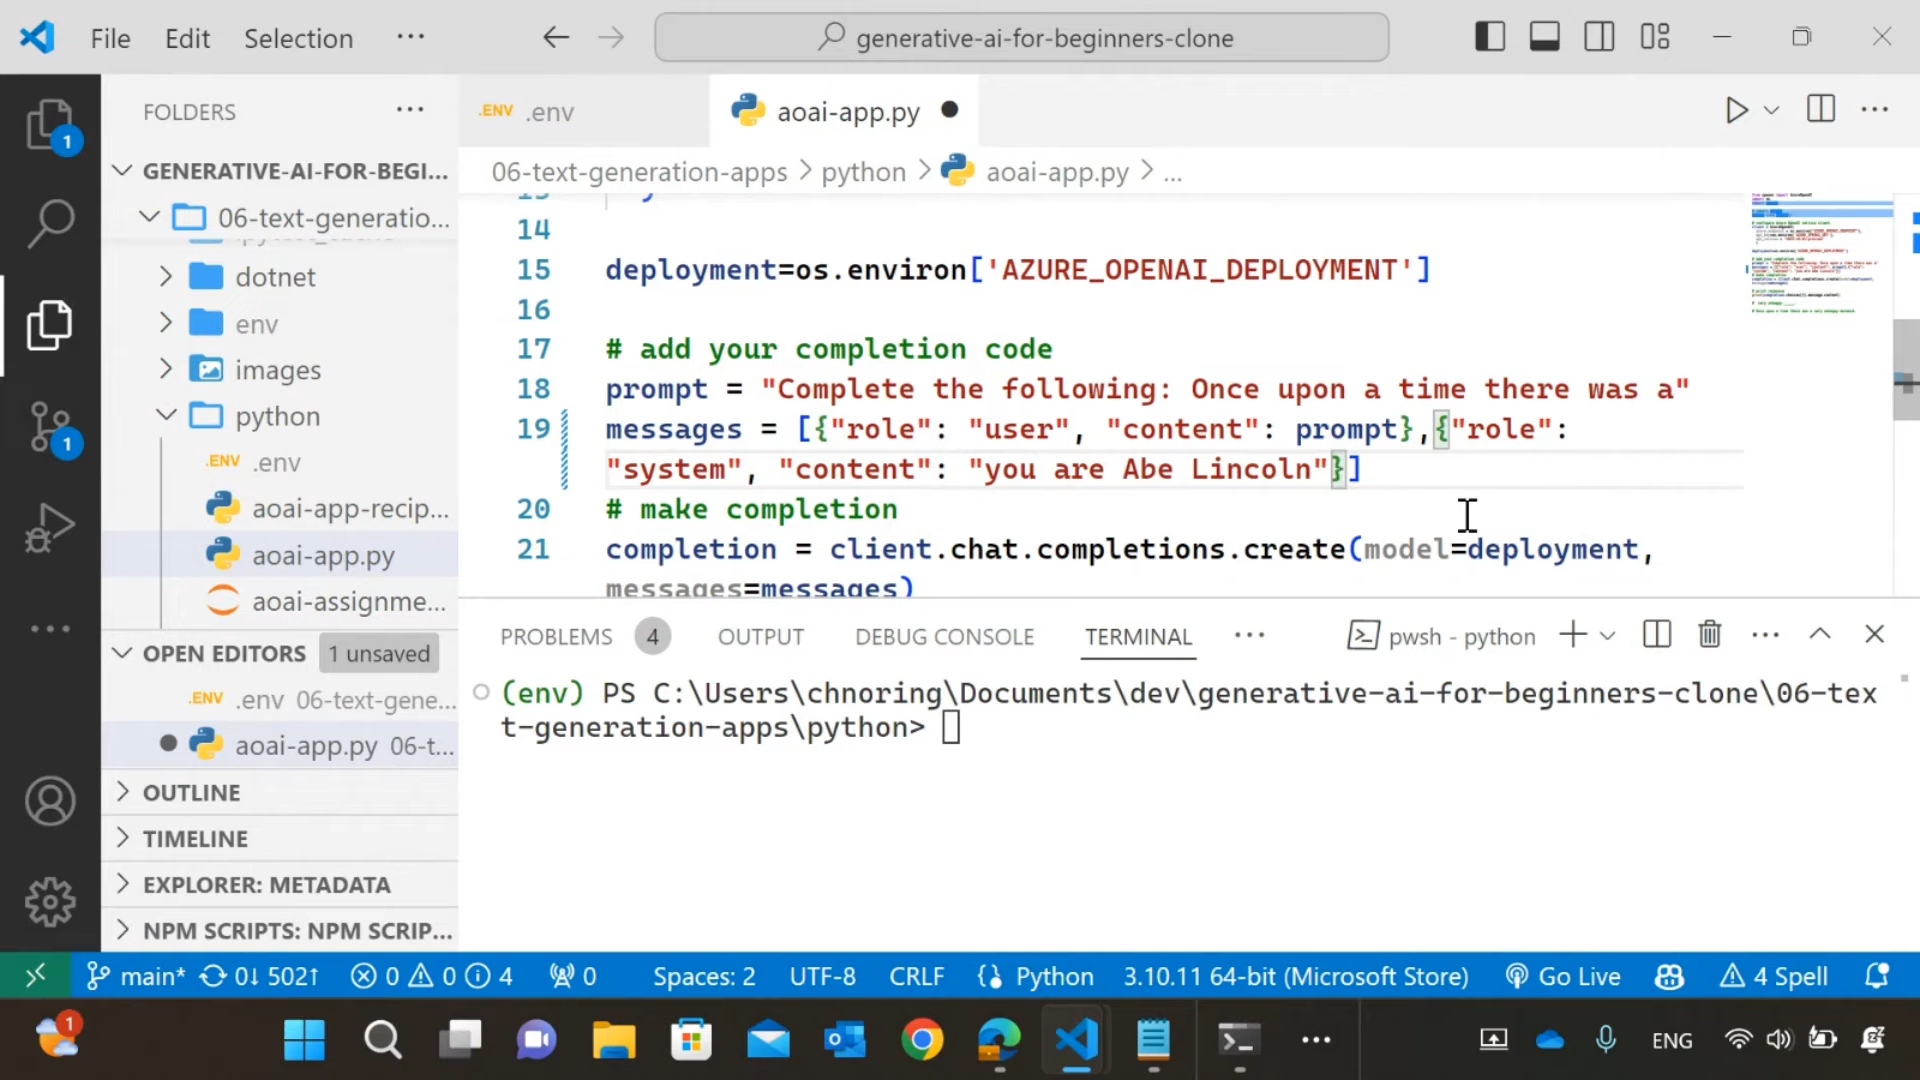 File Edit Selection ···
generative-ai-for-beginners-clone
FOLDERS ···
GENERATIVE-AI-FOR-BEGI...
06-text-generatio...
dotnet
env
images
python
.ENV .env
aoai-app-recip...
aoai-app.py
aoai-assignme...
OPEN EDITORS 1 unsaved
.ENV .env 06-text-gene...
aoai-app.py 06-t...
OUTLINE
TIMELINE
EXPLORER: METADATA
NPM SCRIPTS: NPM SCRIP...
1
1
.ENV .env
aoai-app.py
06-text-generation-apps > python > aoai-app.py > ...
14
15 deployment=os.environ['AZURE_OPENAI_DEPLOYMENT']
16
17 # add your completion code
18 prompt = "Complete the following: Once upon a time there was a"
19 messages = [{"role": "user", "content": prompt},{"role":
"system", "content": "you are Abe Lincoln"}]
20 # make completion
21 completion = client.chat.completions.create(model=deployment,
messages=messages)
PROBLEMS 4 OUTPUT DEBUG CONSOLE TERMINAL ··· pwsh - python
(env) PS C:\Users\chnoring\Documents\dev\generative-ai-for-beginners-clone\06-tex
t-generation-apps\python>
main* 0↓ 502↑ 0 0 4 0 Spaces: 2 UTF-8 CRLF Python 3.10.11 64-bit (Microsoft Store) Go Live 4 Spell
1
ENG